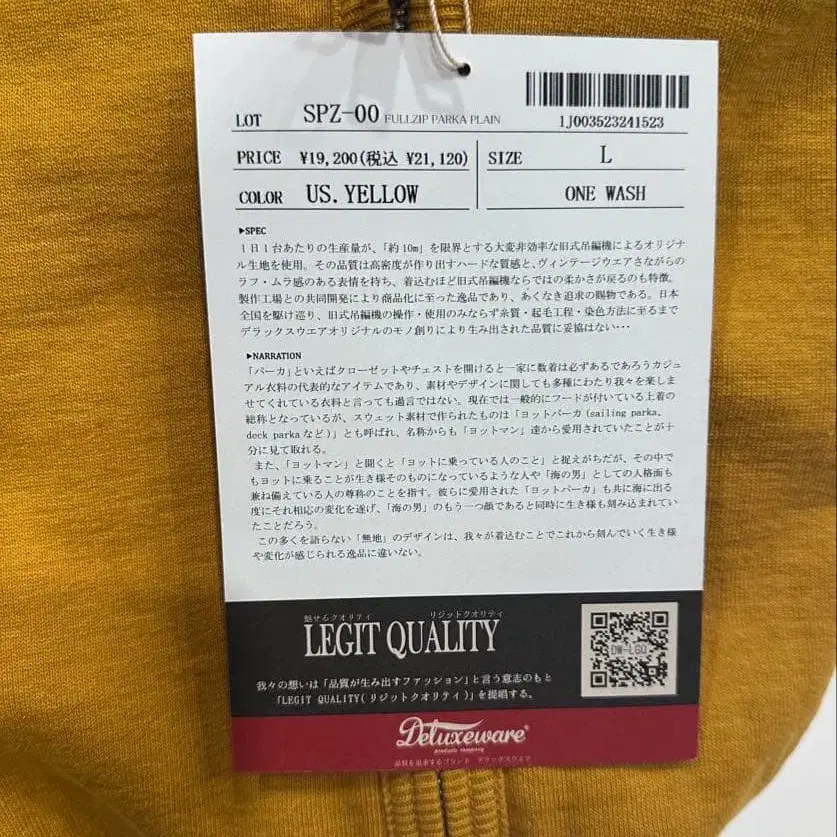 LOT SPZ-00 FULLZIP PARKA PLAIN
1J003523241523
PRICE ¥19,200(税込 ¥21,120) SIZE L
COLOR US.YELLOW ONE WASH
▶SPEC
1日1台あたりの生産量が、「約10m」を限界とする大変非効率な旧式吊編機によるオリジナ
ル生地を使用。その品質は高密度が作り出すハードな質感と、ヴィンテージウエアさながらの
ラフ・ムラ感のある表情を持ち、着込むほど旧式吊編機ならではの柔かさが戻るのも特徴。
製作工場との共同開発により商品化に至った逸品であり、あくなき追求の賜物である。日本
全国を駆け巡り、旧式吊編機の操作・使用のみならず糸質・起毛工程・染色方法に至るまで
デラックスウエアオリジナルのモノ創りにより生み出された品質に妥協はない･･･
▶NARRATION
「パーカ」といえばクローゼットやチェストを開けると一家に数着は必ずあるであろうカジュ
アル衣料の代表的なアイテムであり、素材やデザインに関しても多種にわたり我々を楽しま
せてくれている衣料と言っても過言ではない。現在では一般的にフードが付いている上着の
総称となっているが、スウェット素材で作られたものは「ヨットパーカ(sailing parka、
deck parkaなど)」とも呼ばれ、名称からも「ヨットマン」達から愛用されていたことが十
分に見て取れる。
また、「ヨットマン」と聞くと「ヨットに乗っている人のこと」と捉えがちだが、その中で
もヨットに乗ることが生き様そのものになっているような人や「海の男」としての人格面も
兼ね備えている人の尊称のことを指す。彼らに愛用された「ヨットパーカ」も共に海に出る
度にそれ相応の変化を遂げ、「海の男」のもう一つ顔であると同時に生き様も刻み込まれてい
たことだろう。
この多くを語らない「無地」のデザインは、我々が着込むことでこれから刻んでいく生き様
や変化が感じられる逸品に違いない。
魅せるクオリティ リジットクオリティ
LEGIT QUALITY
DW-LGQ
我々の想いは「品質が生み出すファッション」と言う意志のもと
「LEGIT QUALITY(リジットクオリティ)」を提唱する。
Deluxeware®
products company
品質を追求するブランド デラックスウエア